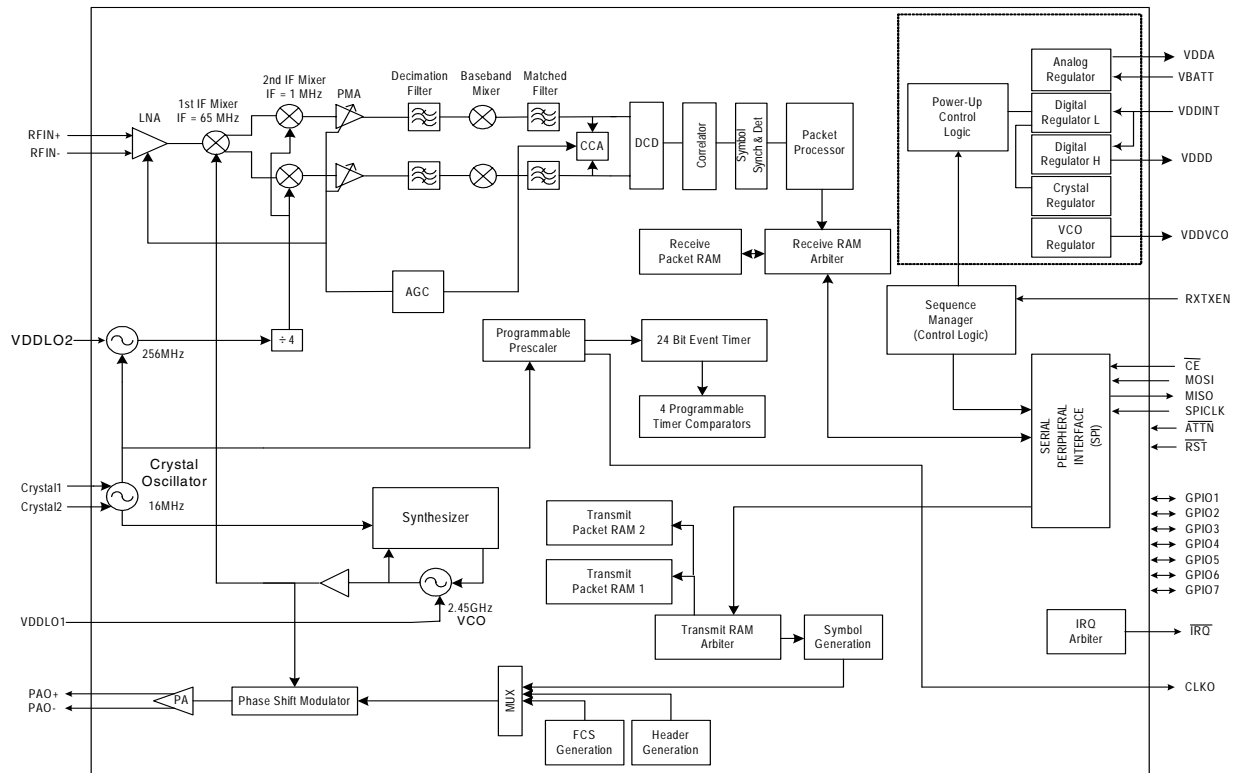 LNA
1st IF Mixer
IF = 65 MHz
2nd IF Mixer
IF = 1 MHz
PMA
Decimation
Filter
Baseband
Mixer
Matched
Filter
RFIN+
RFIN-
CCA
DCD
Correlator
Symbol
Synch & Det
Packet
Processor
Power-Up
Control
Logic
Analog
Regulator
Digital
Regulator L
Digital
Regulator H
Crystal
Regulator
VCO
Regulator
VDDA
VBATT
VDDINT
VDDD
VDDVCO
Receive
Packet RAM
Receive RAM
Arbiter
AGC
Sequence
Manager
(Control Logic)
RXTXEN
VDDLO2
256MHz
÷4
Programmable
Prescaler
24 Bit Event Timer
4 Programmable
Timer Comparators
SERIAL
PERIPHERAL
INTERFACE
(SPI)
CE
MOSI
MISO
SPICLK
ATTN
RST
GPIO1
GPIO2
GPIO3
GPIO4
GPIO5
GPIO6
GPIO7
Crystal
Oscillator
Crystal1
Crystal2
16MHz
Synthesizer
2.45GHz
VCO
VDDLO1
Transmit
Packet RAM 2
Transmit
Packet RAM 1
Transmit RAM
Arbiter
Symbol
Generation
IRQ
Arbiter
IRQ
CLKO
PAO+
PAO-
PA
Phase Shift Modulator
MUX
FCS
Generation
Header
Generation